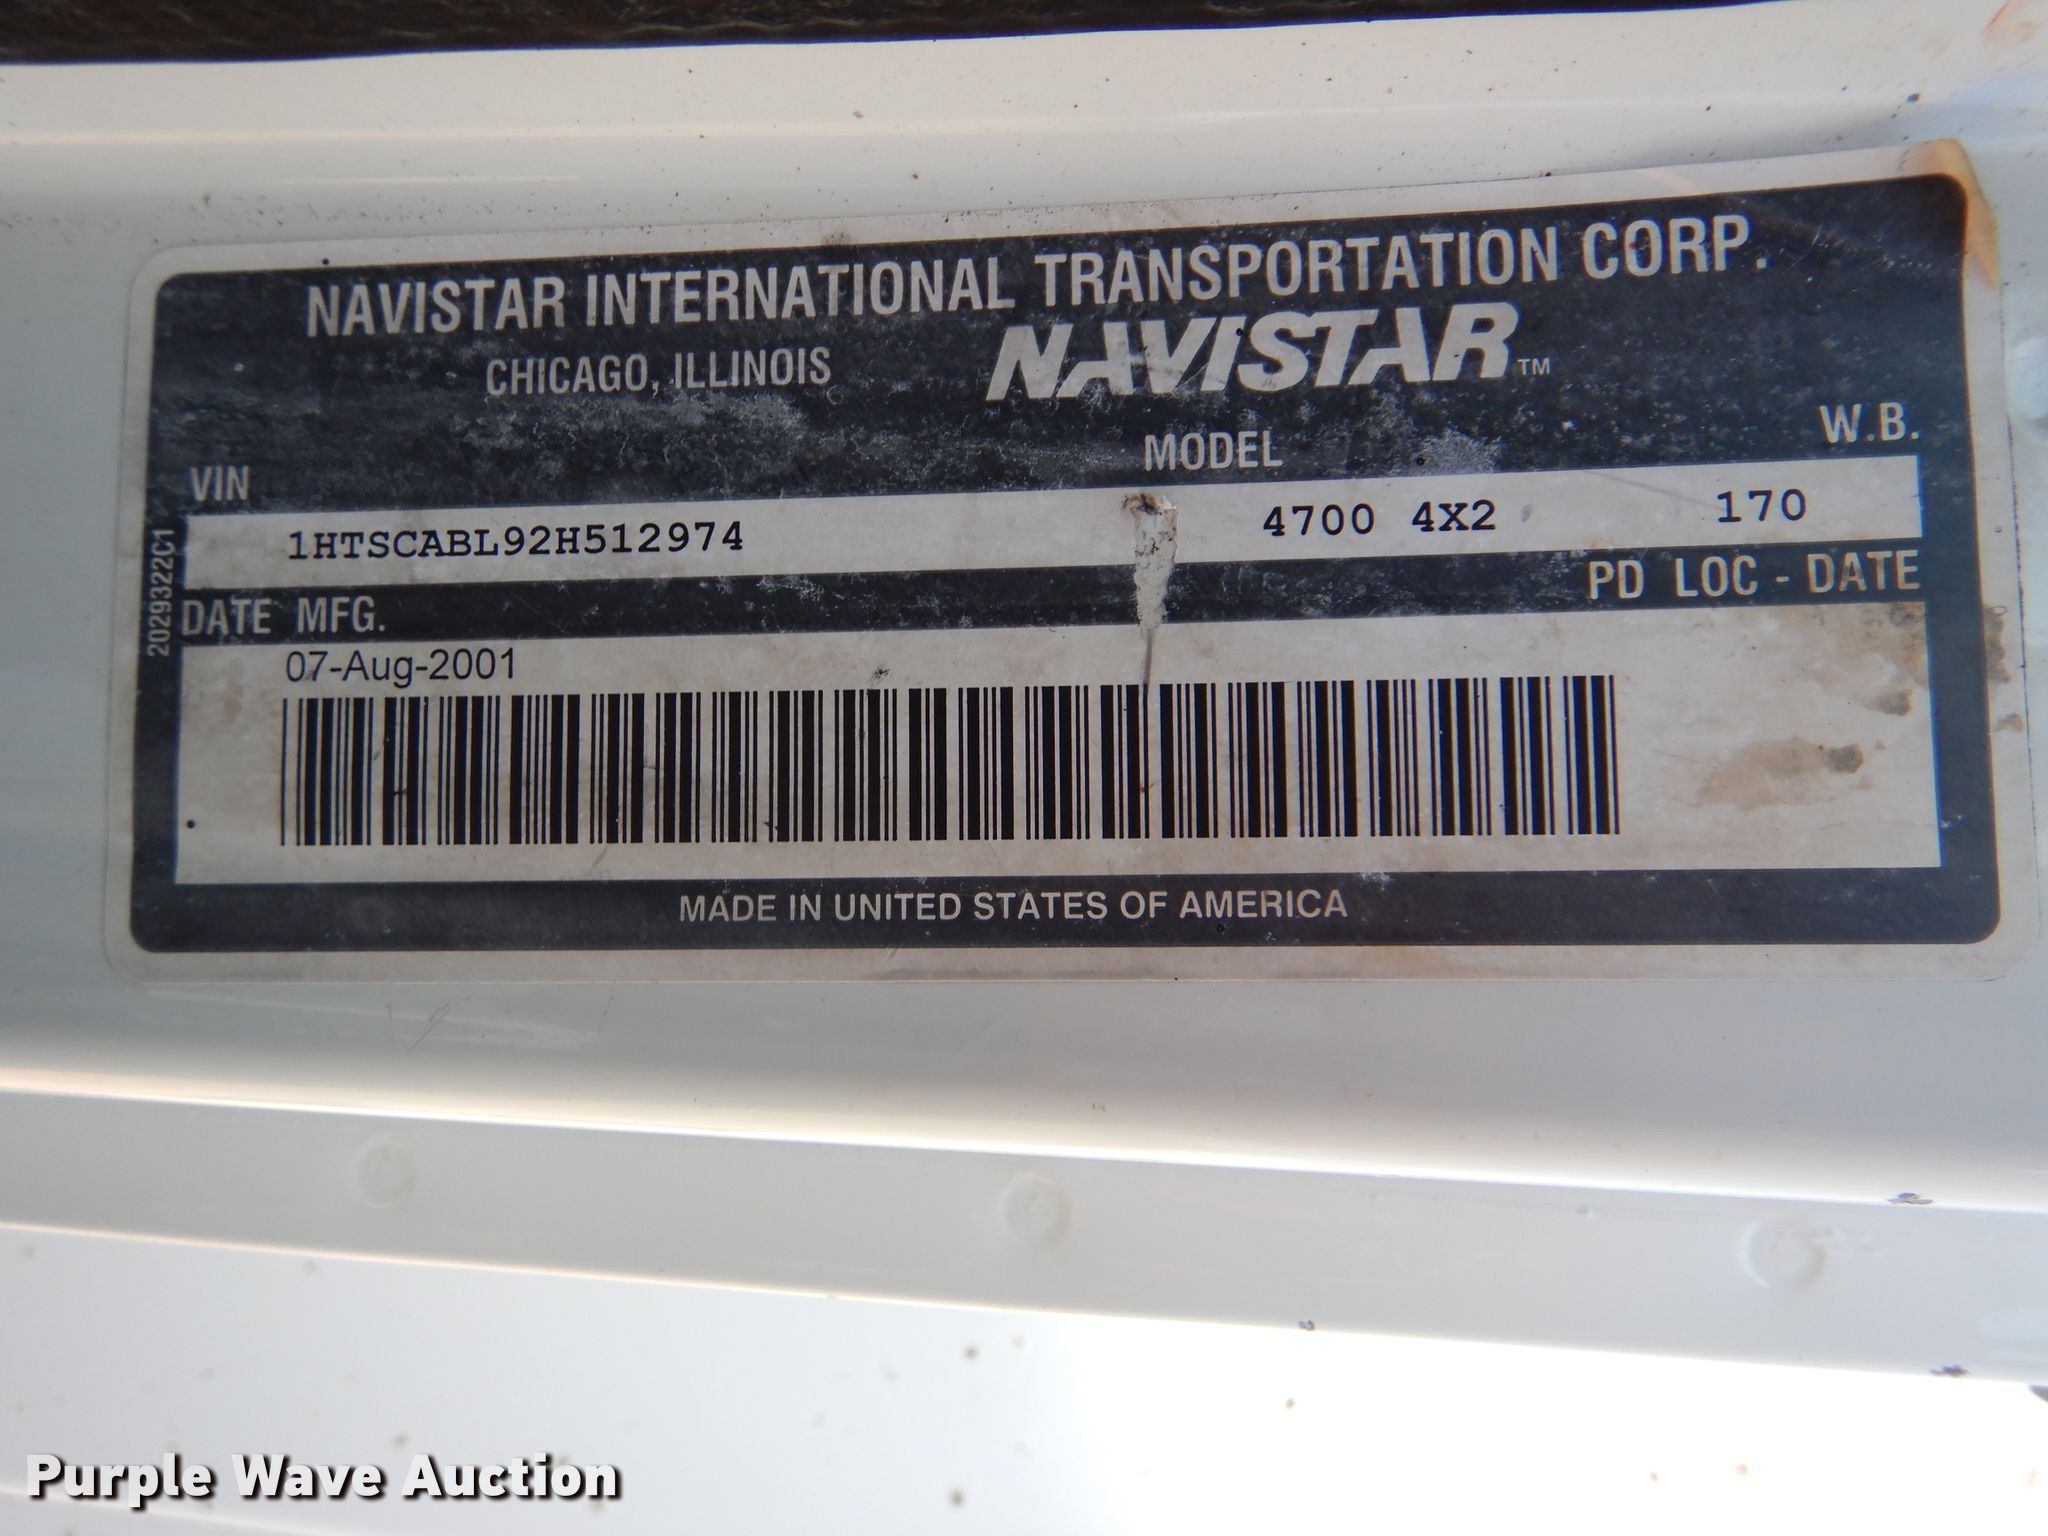 NAVISTAR INTERNATIONAL TRANSPORTATION CORP.
CHICAGO, ILLINOIS
NAVISTAR™
VIN
MODEL
W.B.
1HTSCABL92H512974
4700 4X2
170
2029322C1
DATE MFG.
PD LOC - DATE
07-Aug-2001
MADE IN UNITED STATES OF AMERICA
Purple Wave Auction